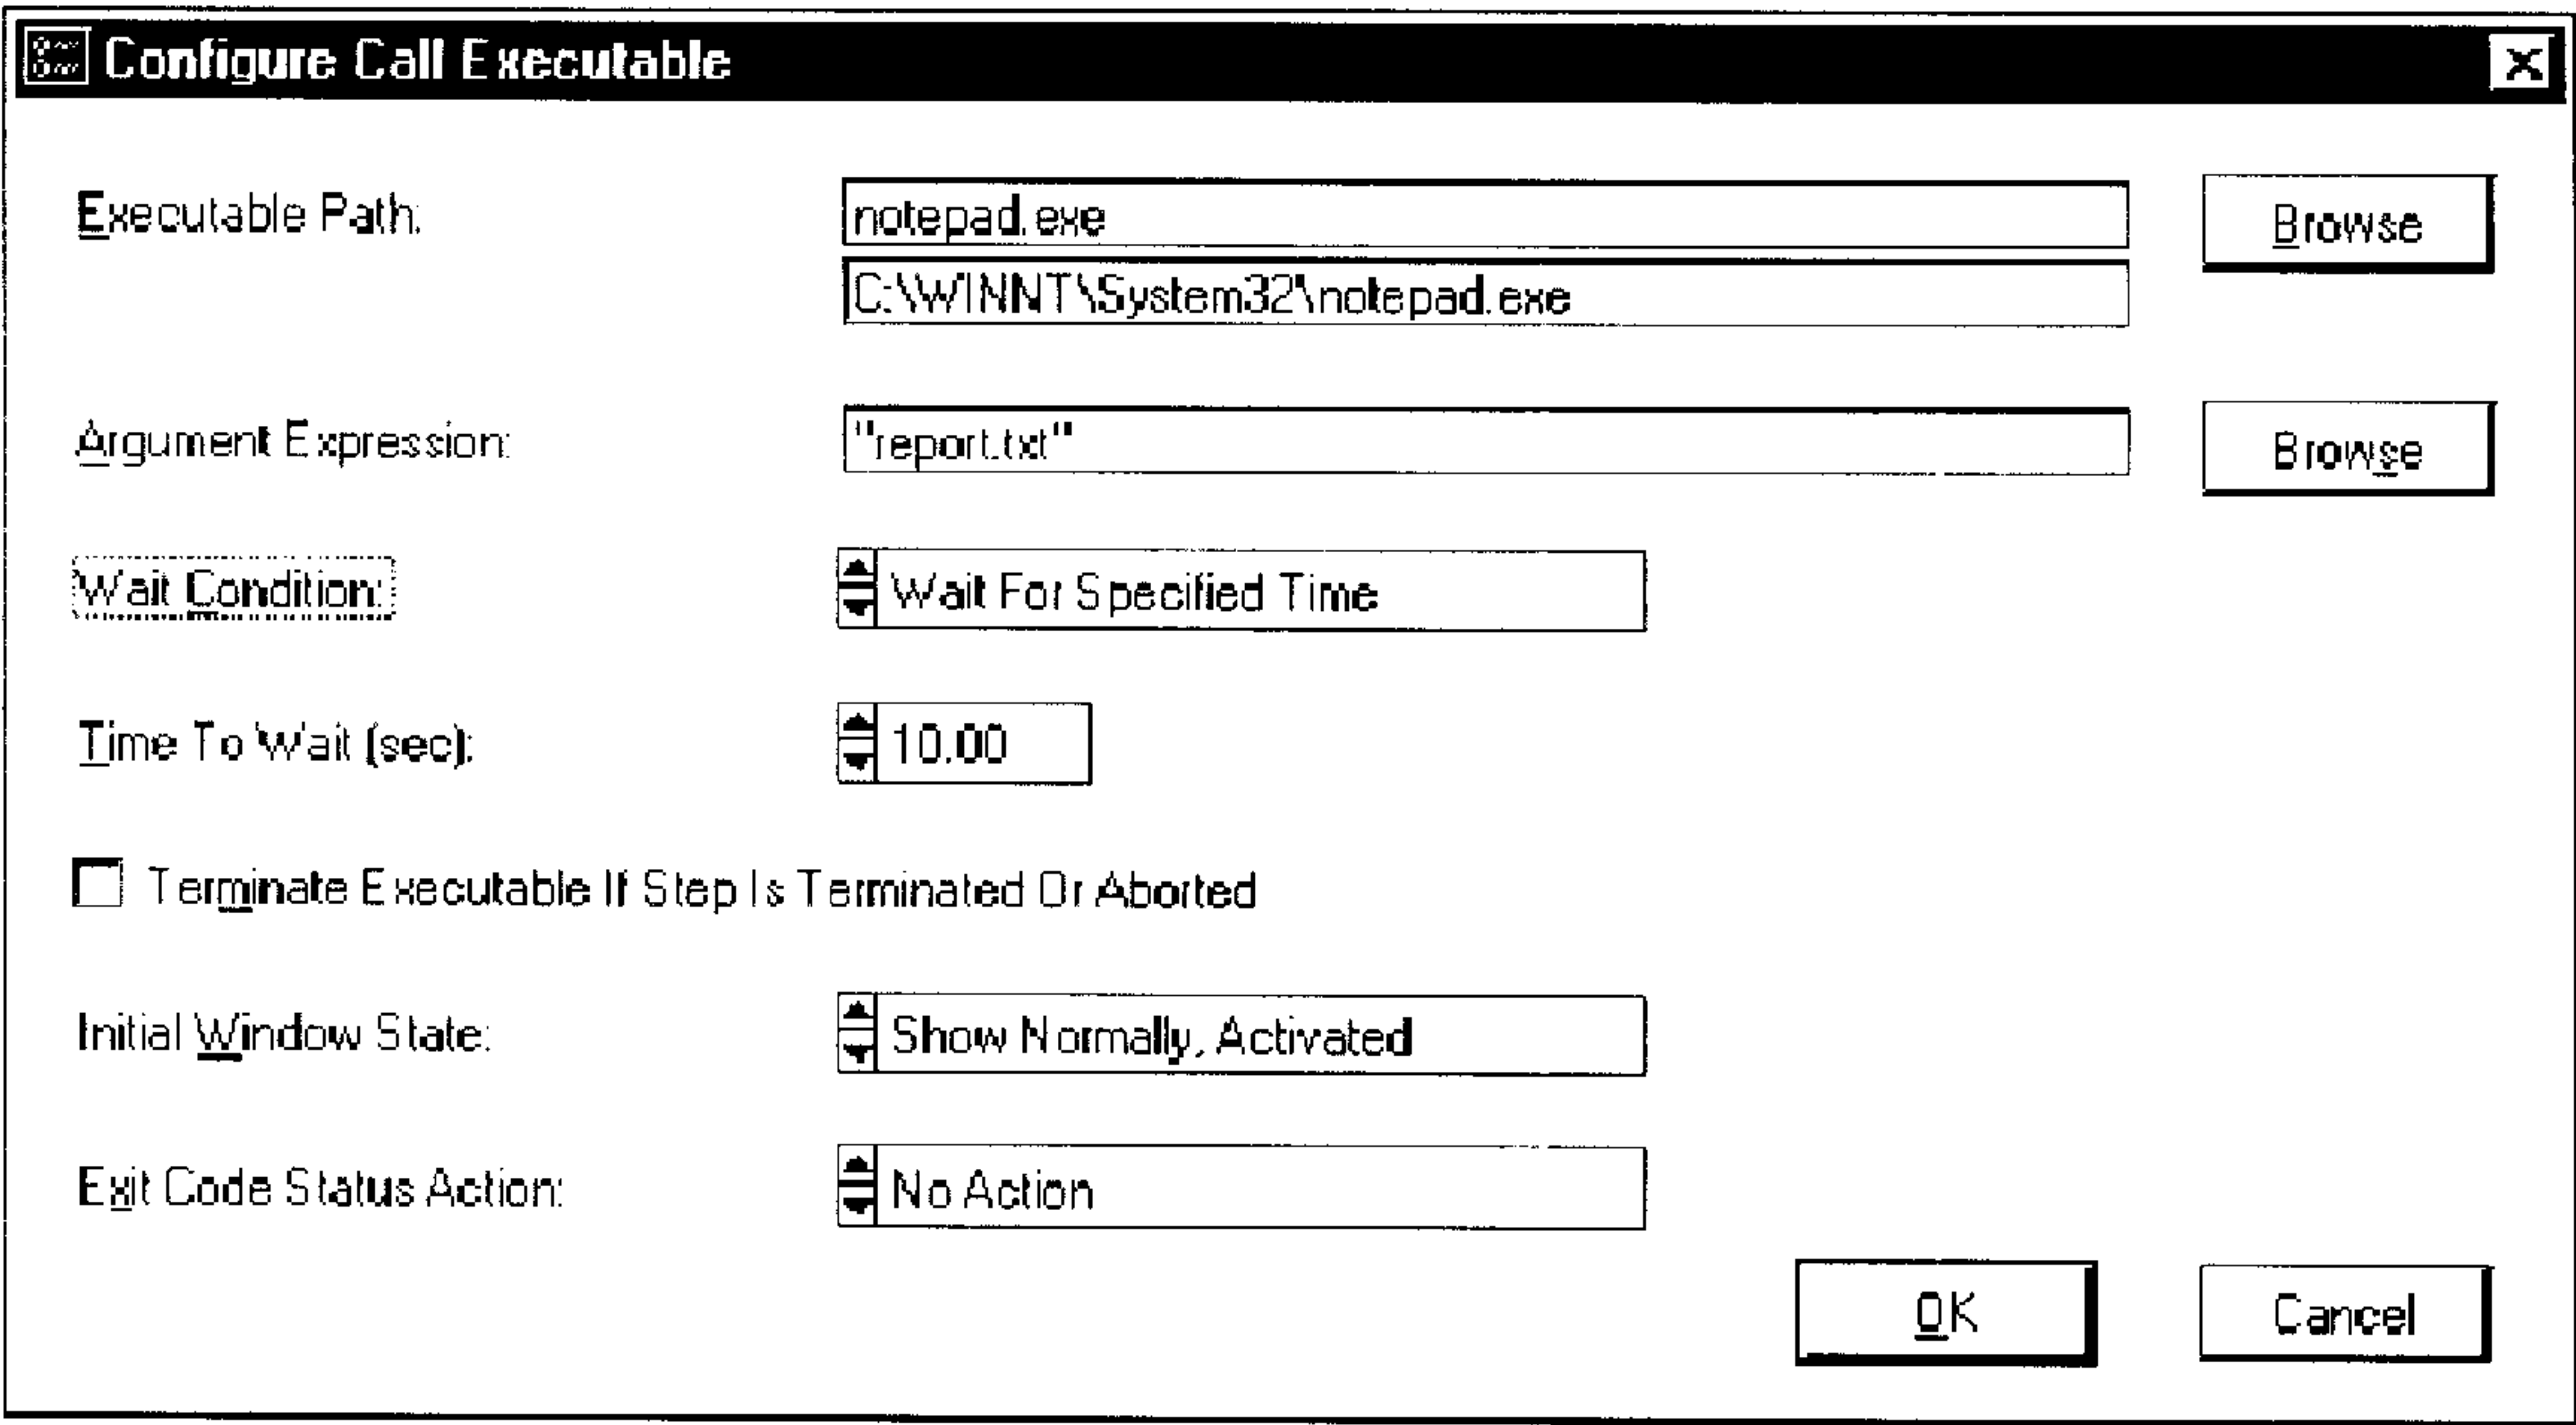 Configure Call Executable
Executable Path: notepad.exe Browse
C:\WINNT\System32\notepad.exe
Argument Expression: "report.txt" Browse
Wait Condition: Wait For Specified Time
Time To Wait (sec): 10.00
Terminate Executable If Step Is Terminated Or Aborted
Initial Window State: Show Normally, Activated
Exit Code Status Action: No Action
OK Cancel